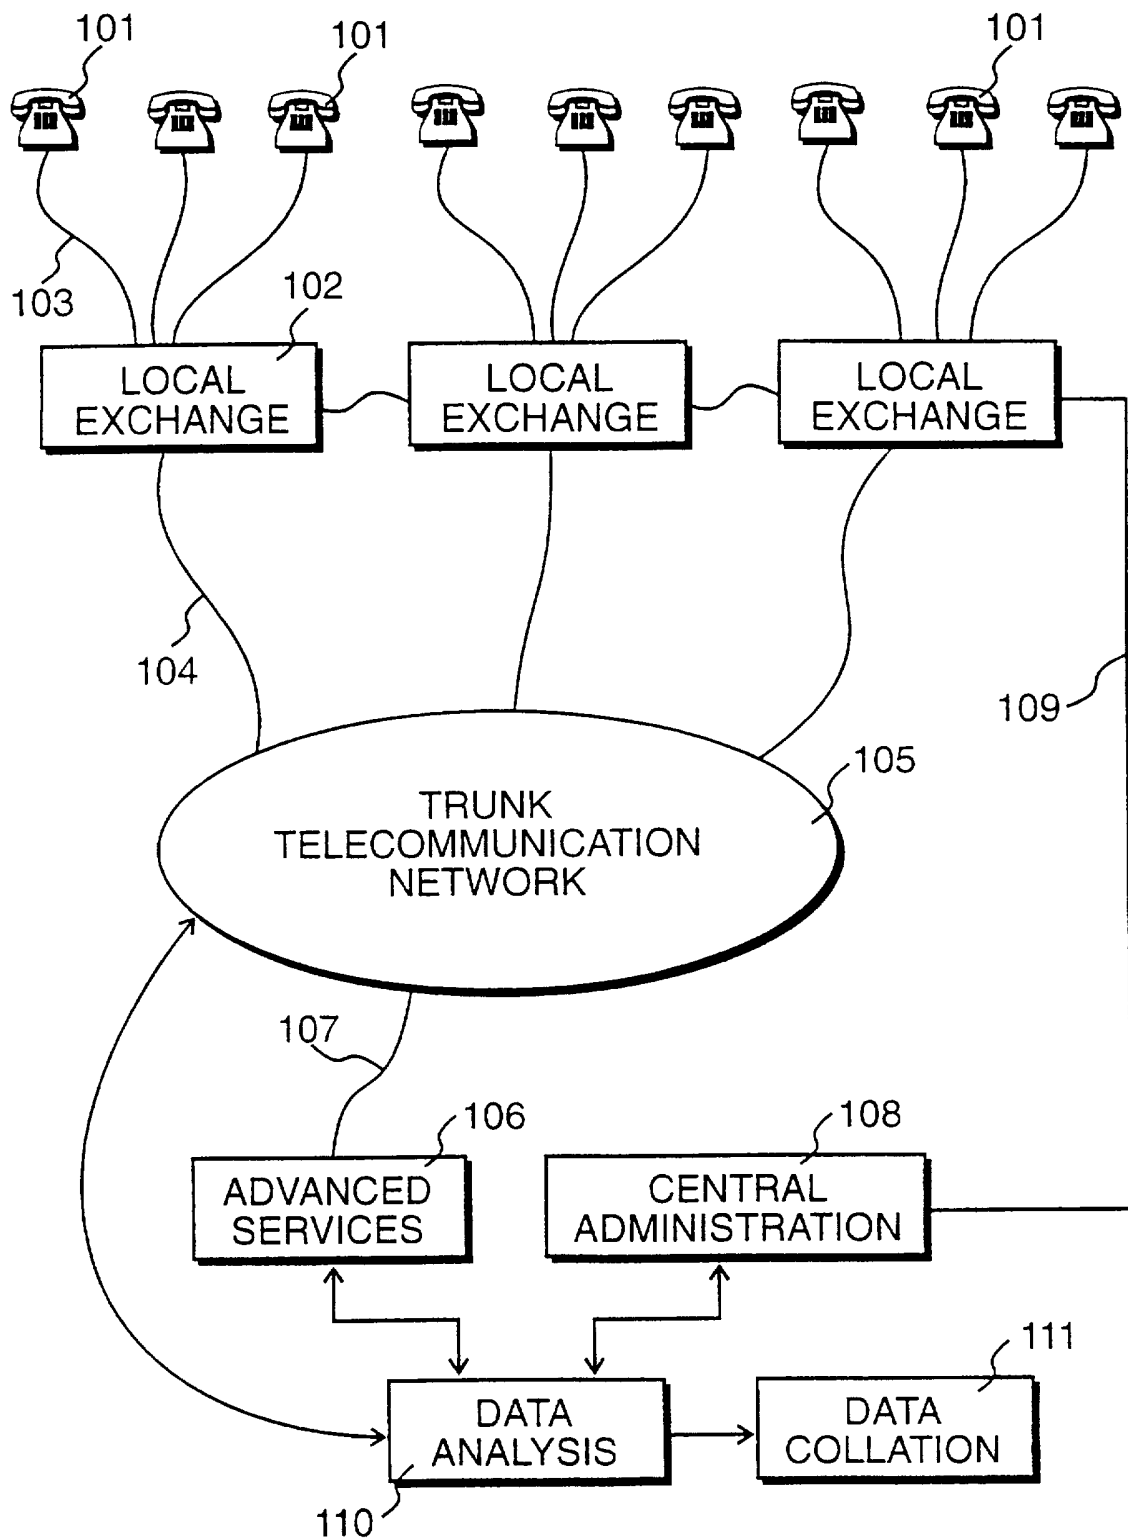 101
101
101
103
102
LOCAL
EXCHANGE
LOCAL
EXCHANGE
LOCAL
EXCHANGE
104
109
105
TRUNK
TELECOMMUNICATION
NETWORK
107
106
108
ADVANCED
SERVICES
CENTRAL
ADMINISTRATION
111
DATA
ANALYSIS
DATA
COLLATION
110